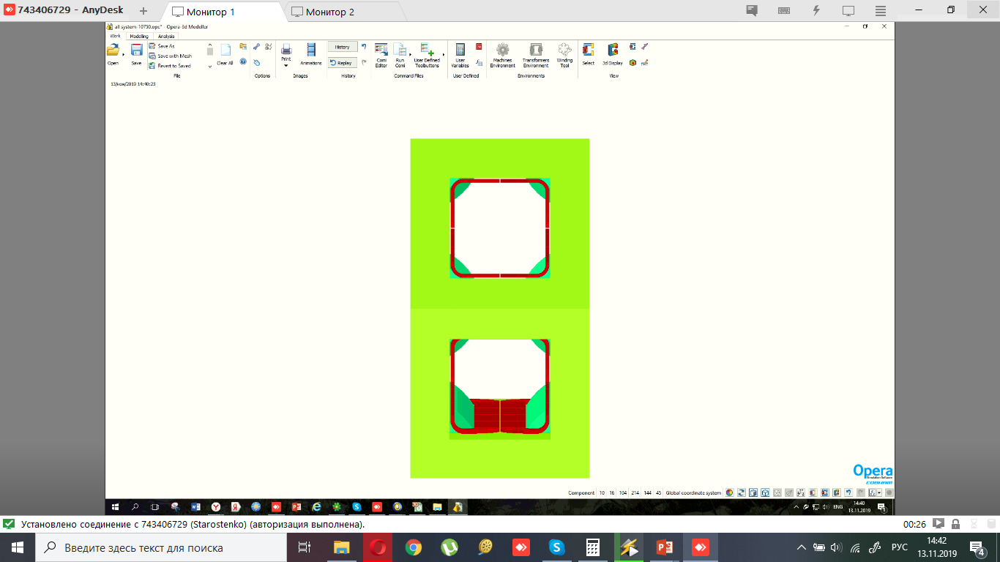 743406729 - AnyDesk
Монитор 1
Монитор 2
all system-10750.opc* - Opera-3d Modeller
Work Modelling Analysis
Open
Save
Save As
Save with Mesh
Revert to Saved
Clear All
File
Options
Print
Animations
Images
History
Replay
History
Comi Editor
Run Comi
User Defined Toolbuttons
Command Files
User Variables
User Defined
Machines Environment
Transformers Environment
Winding Tool
Environments
Select
3d Display
View
13/ноя/2019 14:40:23
Opera
Simulation Software
COBHAM
Component 10 16 104 214 144 45 Global coordinate system
ENG
14:40
13.11.2019
Установлено соединение с 743406729 (Starostenko) (авторизация выполнена).
00:26
Введите здесь текст для поиска
РУС
14:42
13.11.2019
4